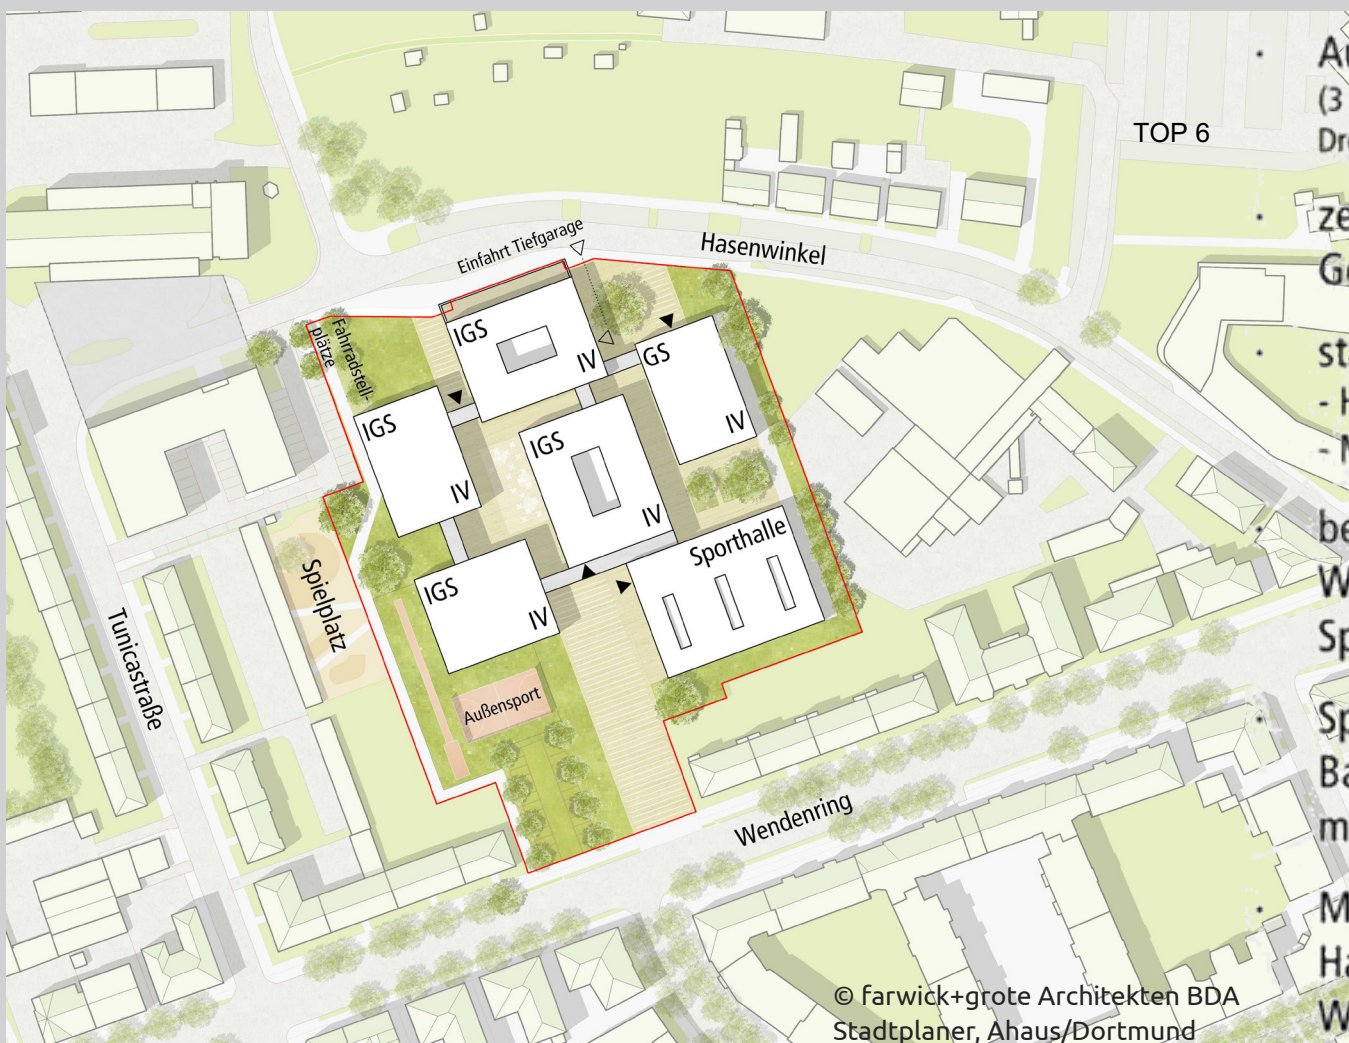 TOP 6
Einfahrt Tiefgarage
Hasenwinkel
Fahrradstell-
plätze
IGS
IV
GS
IV
IGS
IV
IGS
IV
IGS
IV
Sporthalle
Spielplatz
Tunicastraße
Außensport
Wendenring
© farwick+grote Architekten BDA
Stadtplaner, Ahaus/Dortmund
(3